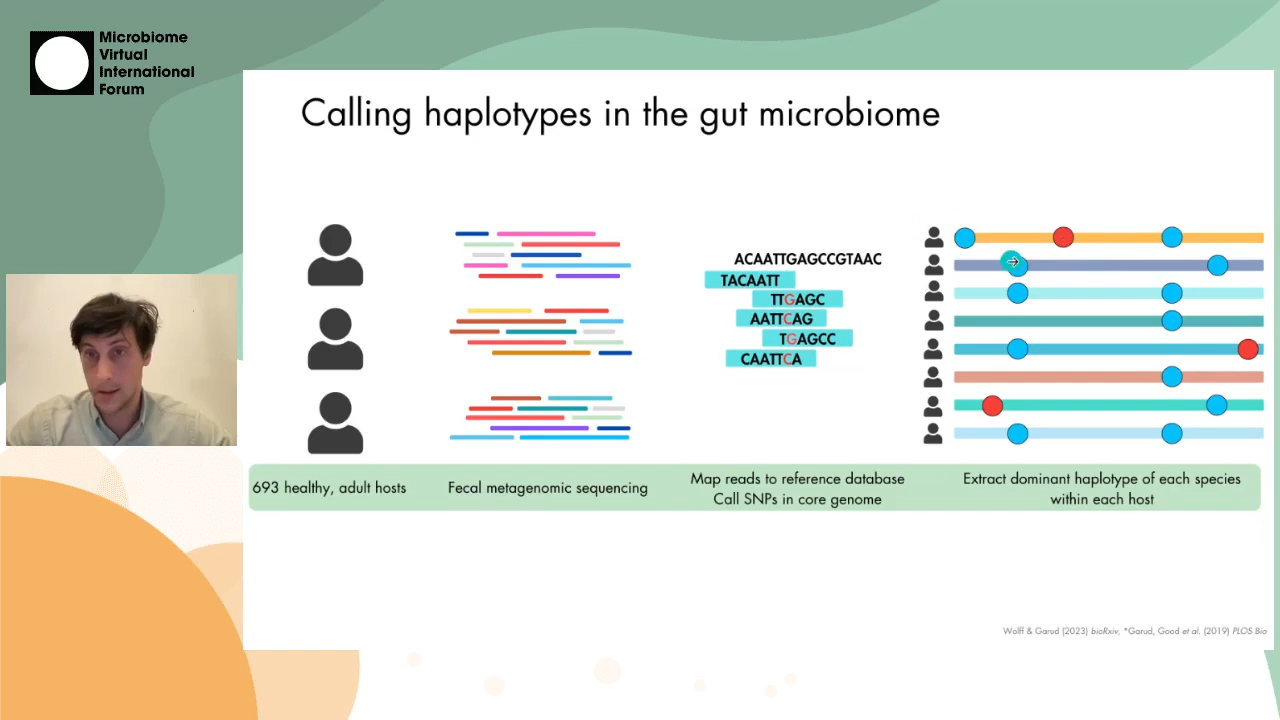 Microbiome
Virtual
International
Forum
Calling haplotypes in the gut microbiome
ACAATTGAGCCGTAAC
TACAATT
TTGAGC
AATTCAG
TGAGCC
CAATTCA
693 healthy, adult hosts
Fecal metagenomic sequencing
Map reads to reference database
Call SNPs in core genome
Extract dominant haplotype of each species
within each host
Wolff & Garud (2023) bioRxiv, *Garud, Good et al. (2019) PLOS Bio